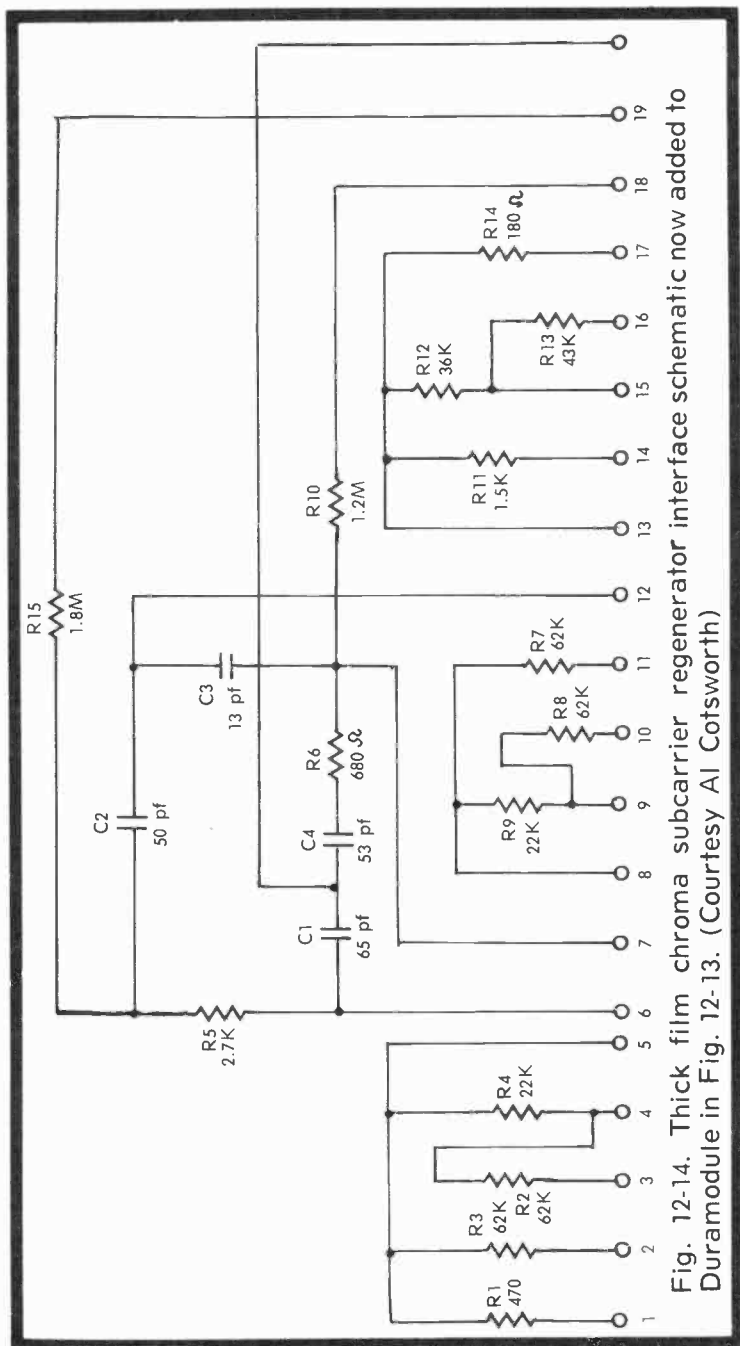 R15
1.8M
C2
50 pf
C3
13 pf
R5
2.7K
C1
65 pf
C4
53 pf
R6
680 Ω
R10
1.2M
R1
470
R3
62K
R2
62K
R4
22K
R9
22K
R8
62K
R7
62K
R11
1.5K
R12
36K
R13
43K
R14
180 Ω
1 2 3 4 5 6 7 8 9 10 11 12 13 14 15 16 17 18 19
Fig. 12-14. Thick film chroma subcarrier regenerator interface schematic now added to
Duramodule in Fig. 12-13. (Courtesy Al Cotsworth)